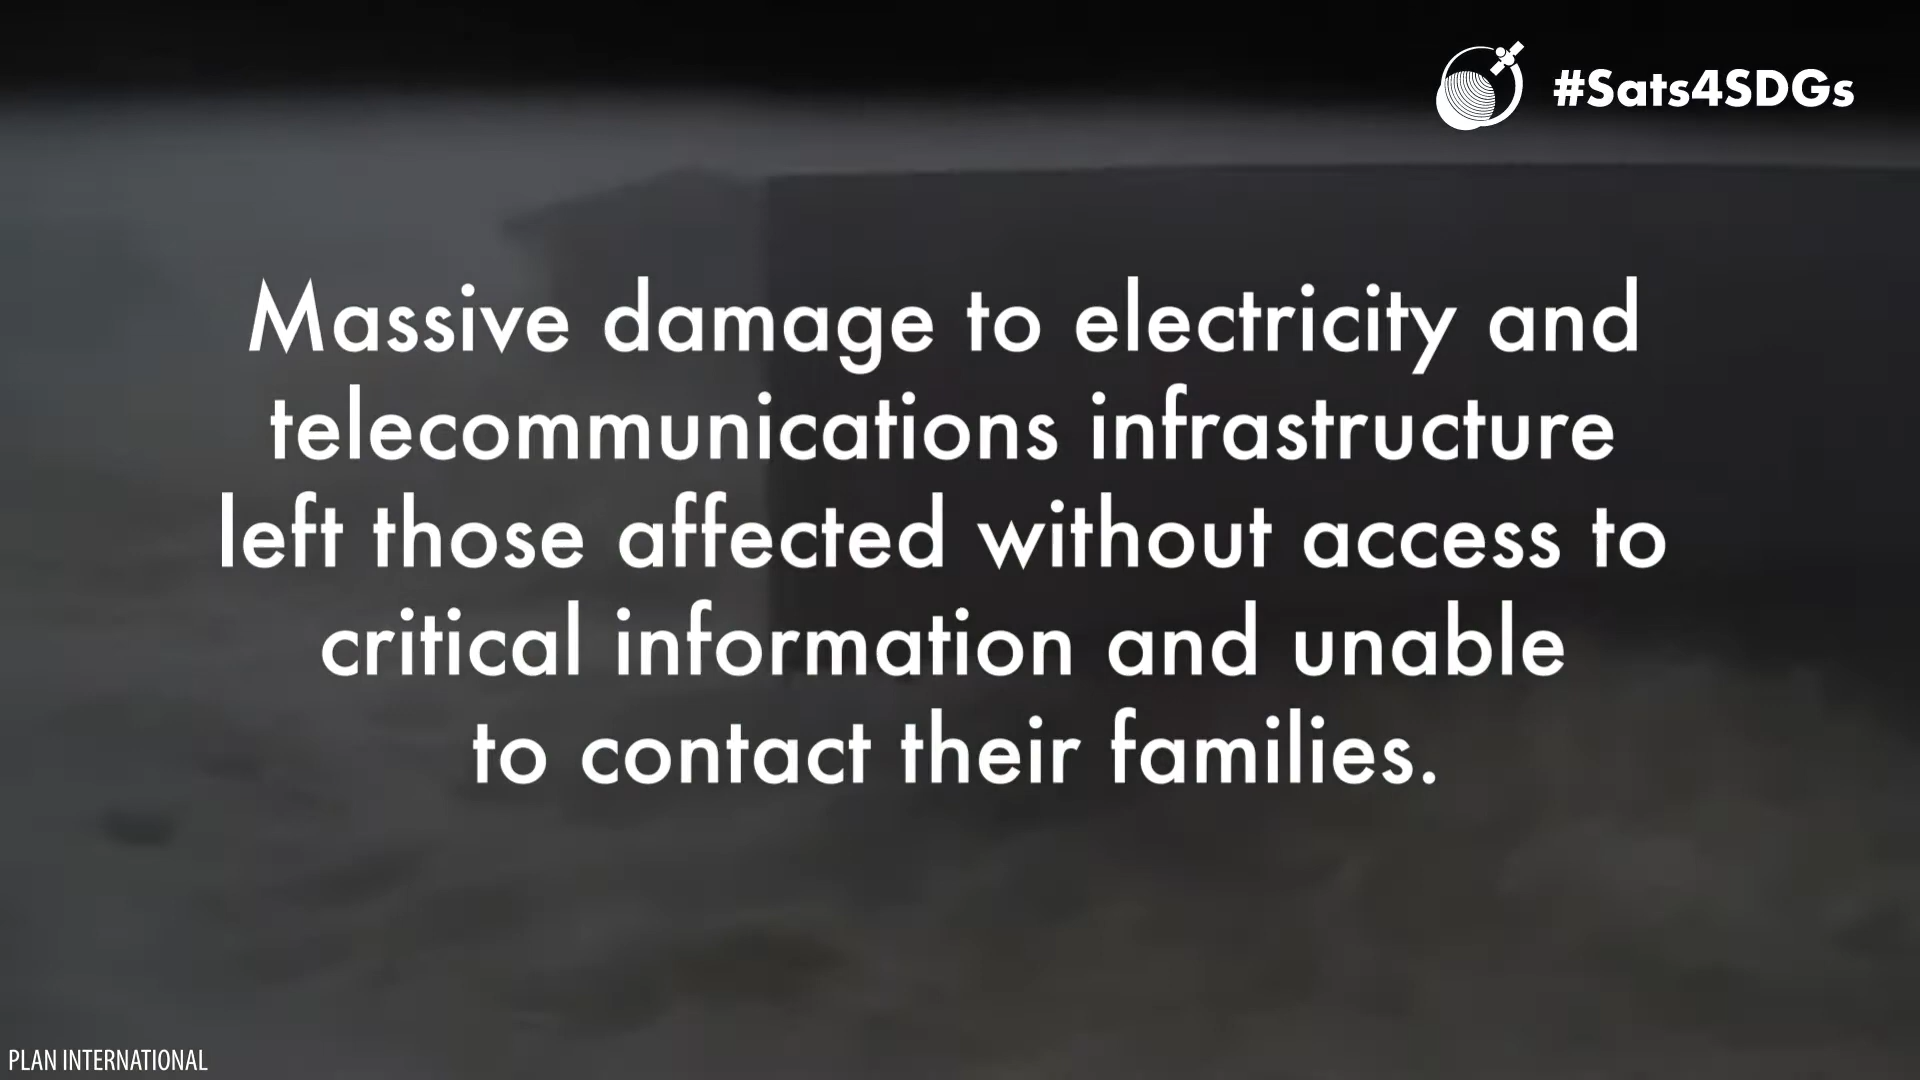 #Sats4SDGs
Massive damage to electricity and
telecommunications infrastructure
left those affected without access to
critical information and unable
to contact their families.
PLAN INTERNATIONAL